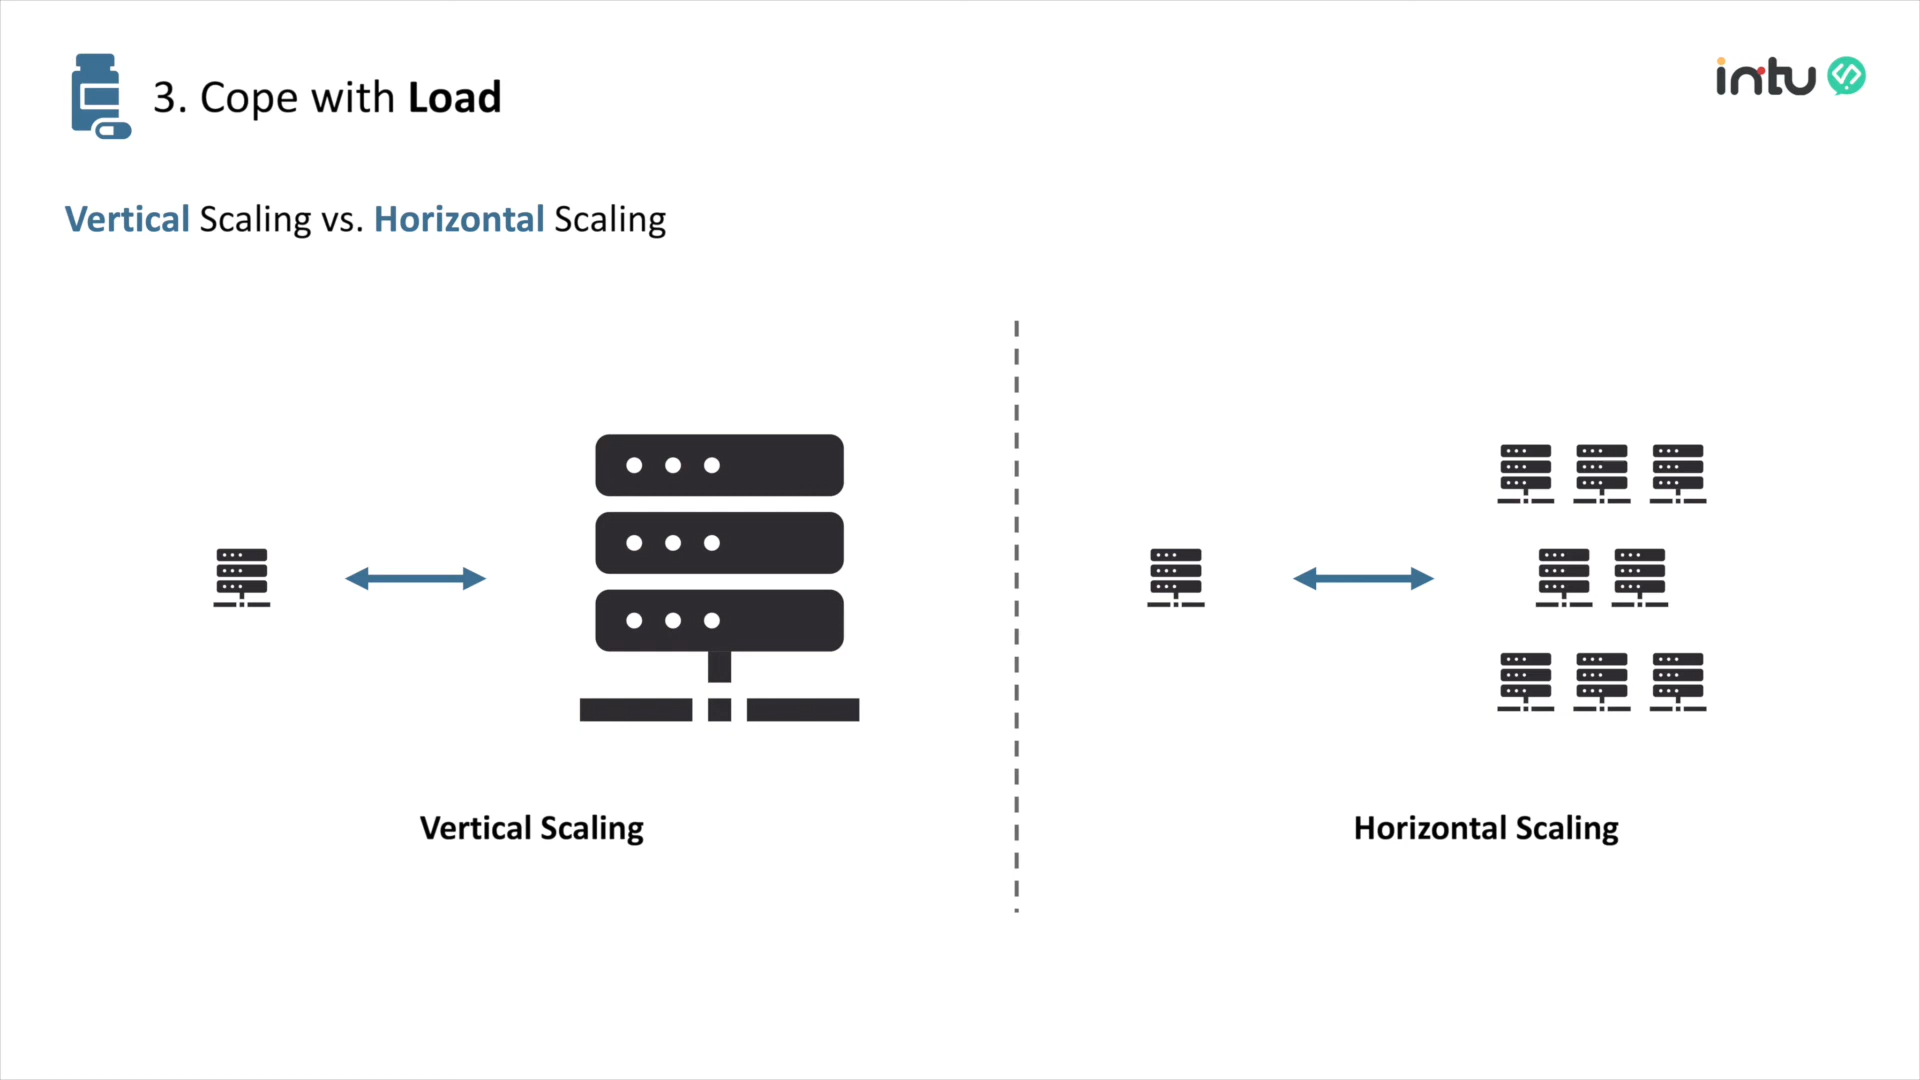 3. Cope with Load
intu
Vertical Scaling vs. Horizontal Scaling
Vertical Scaling
Horizontal Scaling